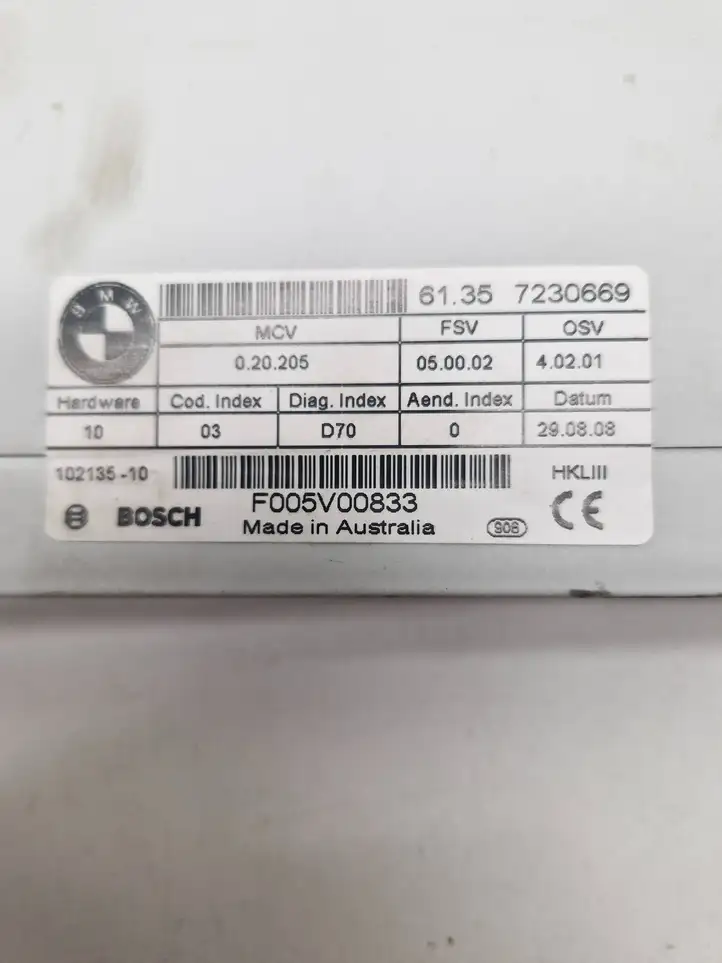 BMW
61.35 7230669
MCV FSV OSV
0.20.205 05.00.02 4.02.01
Hardware Cod. Index Diag. Index Aend. Index Datum
10 03 D70 0 29.08.08
102135-10 HKLIII
F005V00833
BOSCH Made in Australia 908 CE